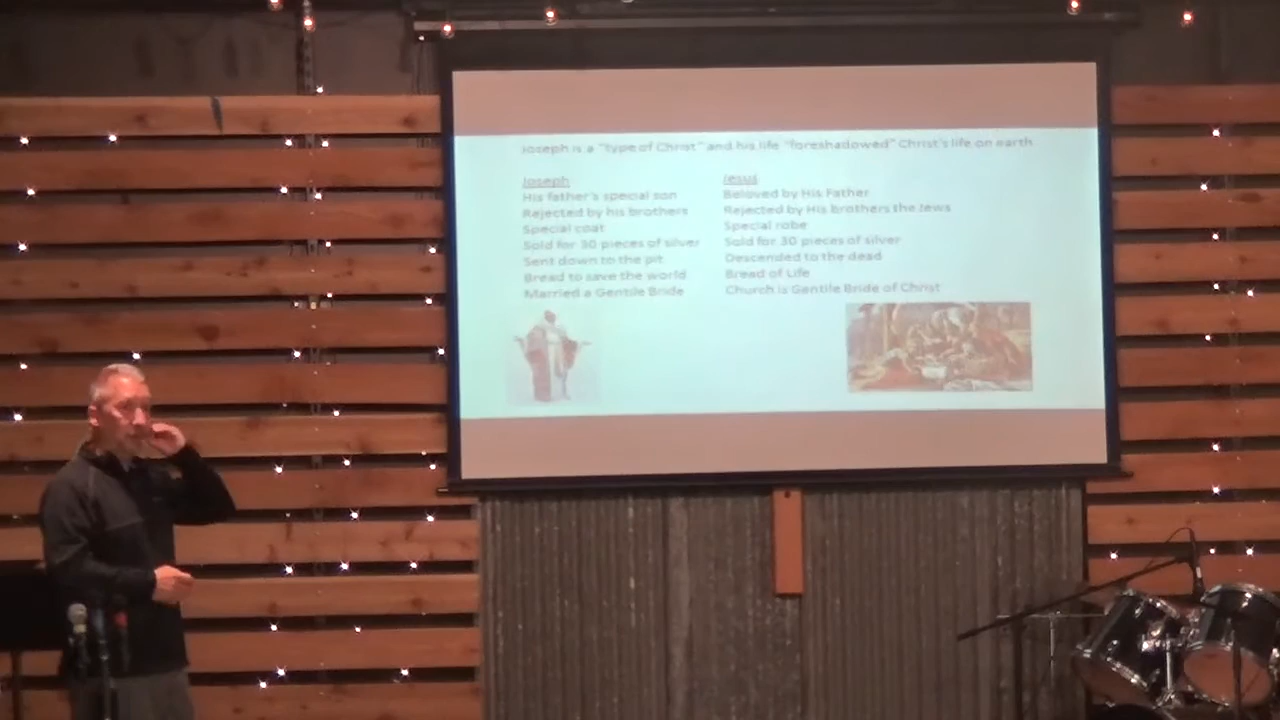 Joseph is a "type of Christ" and his life "foreshadowed" Christ's life on earth
Joseph
His father's special son
Rejected by his brothers
Special coat
Sold for 30 pieces of silver
Sent down to the pit
Bread to save the world
Married a Gentile Bride
Jesus
Beloved by His Father
Rejected by His brothers the Jews
Special robe
Sold for 30 pieces of silver
Descended to the dead
Bread of Life
Church is Gentile Bride of Christ